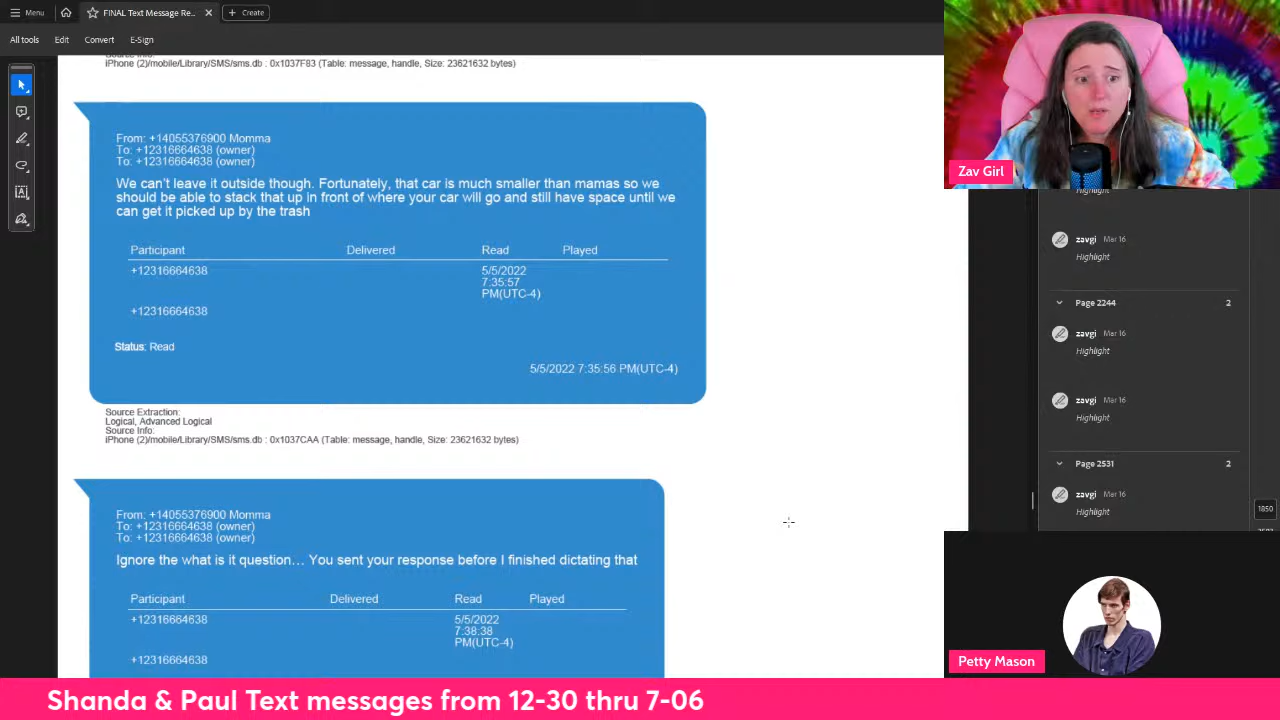 Menu
FINAL Text Message Re...
Create
All tools
Edit
Convert
E-Sign
iPhone (2)/mobile/Library/SMS/sms.db : 0x1037F83 (Table: message, handle, Size: 23621632 bytes)
From: +14055376900 Momma
To: +12316664638 (owner)
To: +12316664638 (owner)
We can't leave it outside though. Fortunately, that car is much smaller than mamas so we
should be able to stack that up in front of where your car will go and still have space until we
can get it picked up by the trash
Participant Delivered Read Played
+12316664638 5/5/2022
7:35:57
PM(UTC-4)
+12316664638
Status: Read
5/5/2022 7:35:56 PM(UTC-4)
Source Extraction:
Logical, Advanced Logical
Source Info:
iPhone (2)/mobile/Library/SMS/sms.db : 0x1037CAA (Table: message, handle, Size: 23621632 bytes)
From: +14055376900 Momma
To: +12316664638 (owner)
To: +12316664638 (owner)
Ignore the what is it question… You sent your response before I finished dictating that
Participant Delivered Read Played
+12316664638 5/5/2022
7:38:38
PM(UTC-4)
+12316664638
Zav Girl
Highlight
zavgi Mar 16
Highlight
Page 2244 2
zavgi Mar 16
Highlight
zavgi Mar 16
Highlight
Page 2531 2
zavgi Mar 16
Highlight
1850
Petty Mason
Shanda & Paul Text messages from 12-30 thru 7-06